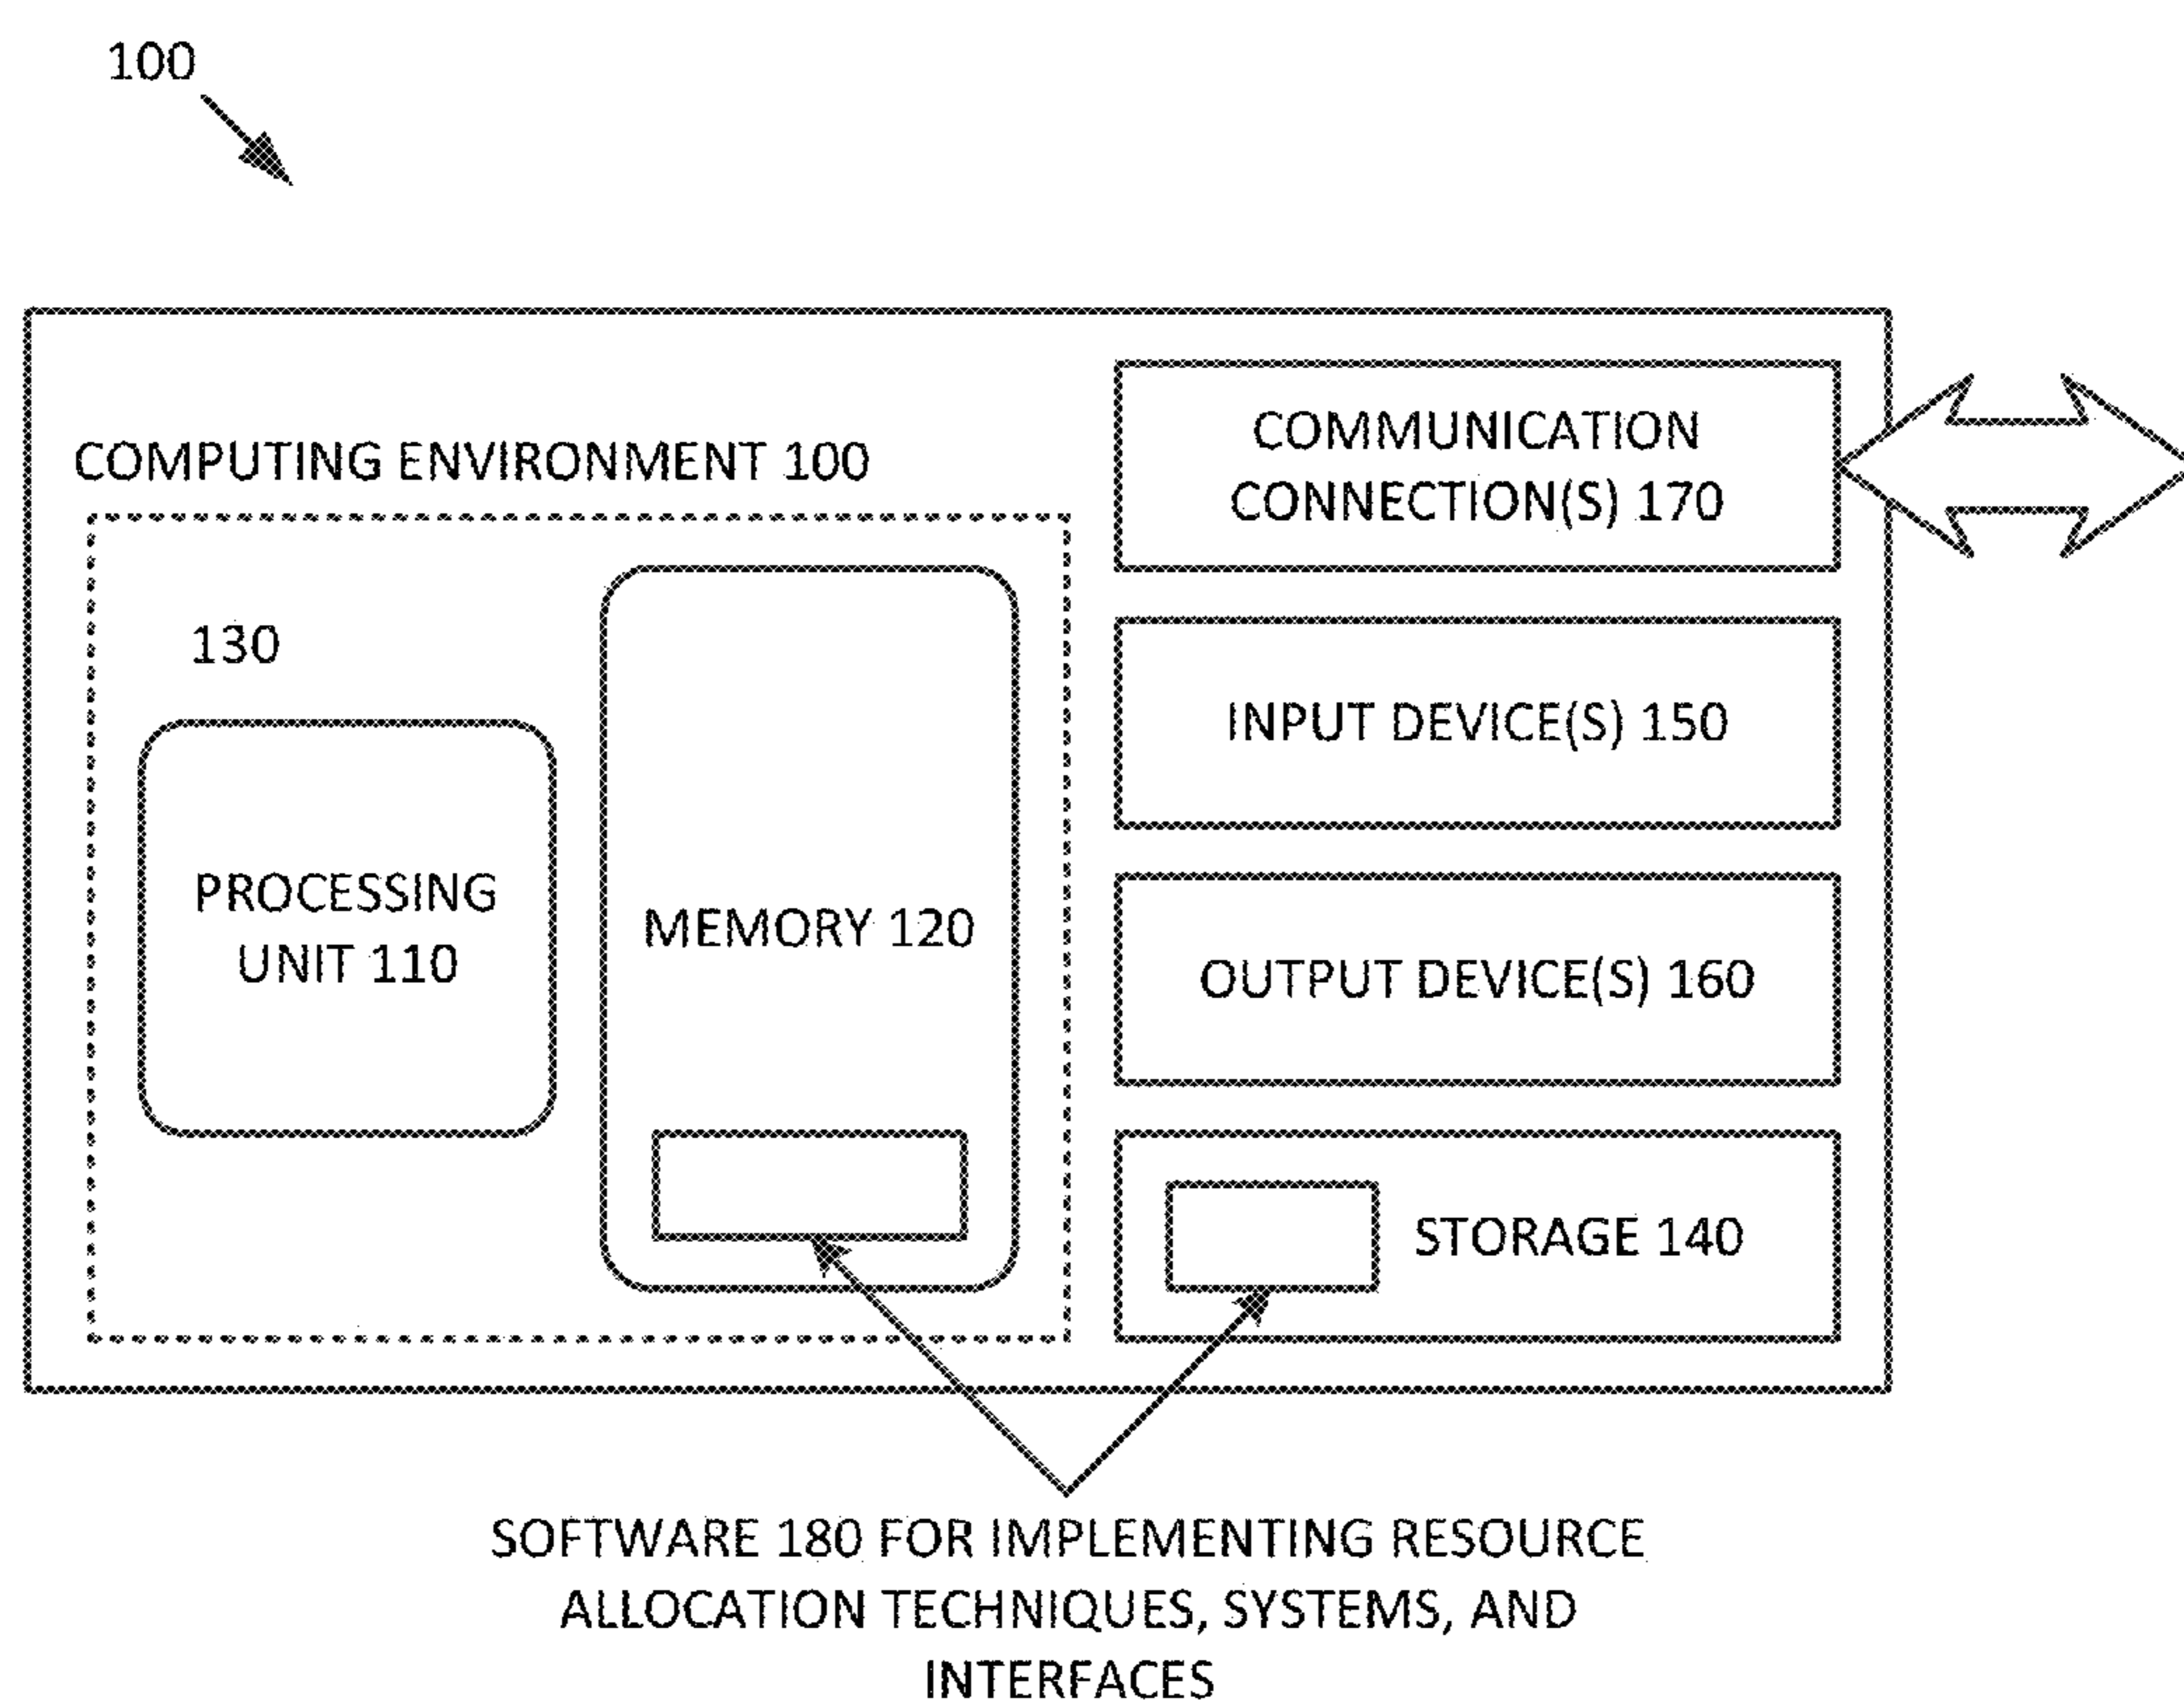 100
COMPUTING ENVIRONMENT 100
130
PROCESSING
UNIT 110
MEMORY 120
COMMUNICATION
CONNECTION(S) 170
INPUT DEVICE(S) 150
OUTPUT DEVICE(S) 160
STORAGE 140
SOFTWARE 180 FOR IMPLEMENTING RESOURCE
ALLOCATION TECHNIQUES, SYSTEMS, AND
INTERFACES